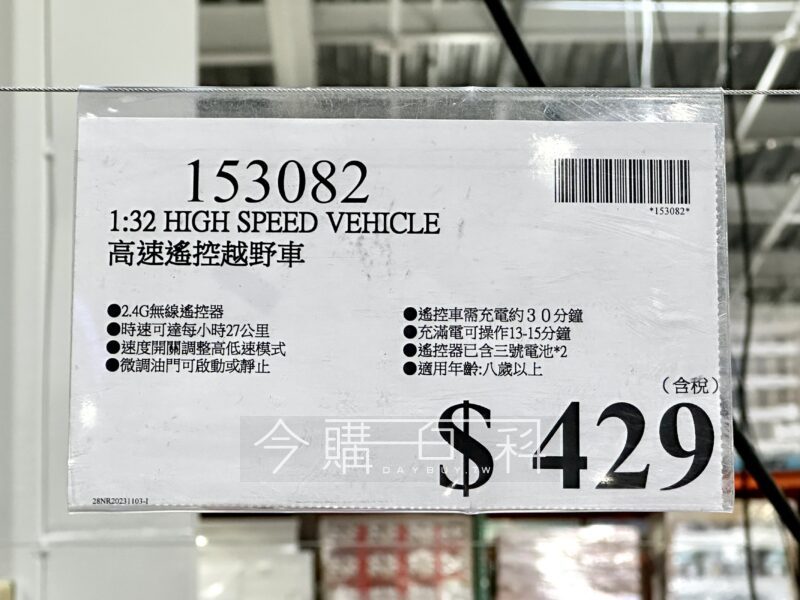 153082
*153082*
1:32 HIGH SPEED VEHICLE
高速遙控越野車
●2.4G無線遙控器
●時速可達每小時27公里
●速度開關調整高低速模式
●微調油門可啟動或靜止
●遙控車需充電約３０分鐘
●充滿電可操作13-15分鐘
●遙控器已含三號電池*2
●適用年齡:八歲以上
（含稅）
$ 429
今購百科
DAYBUY.TW
28NR20231103-1